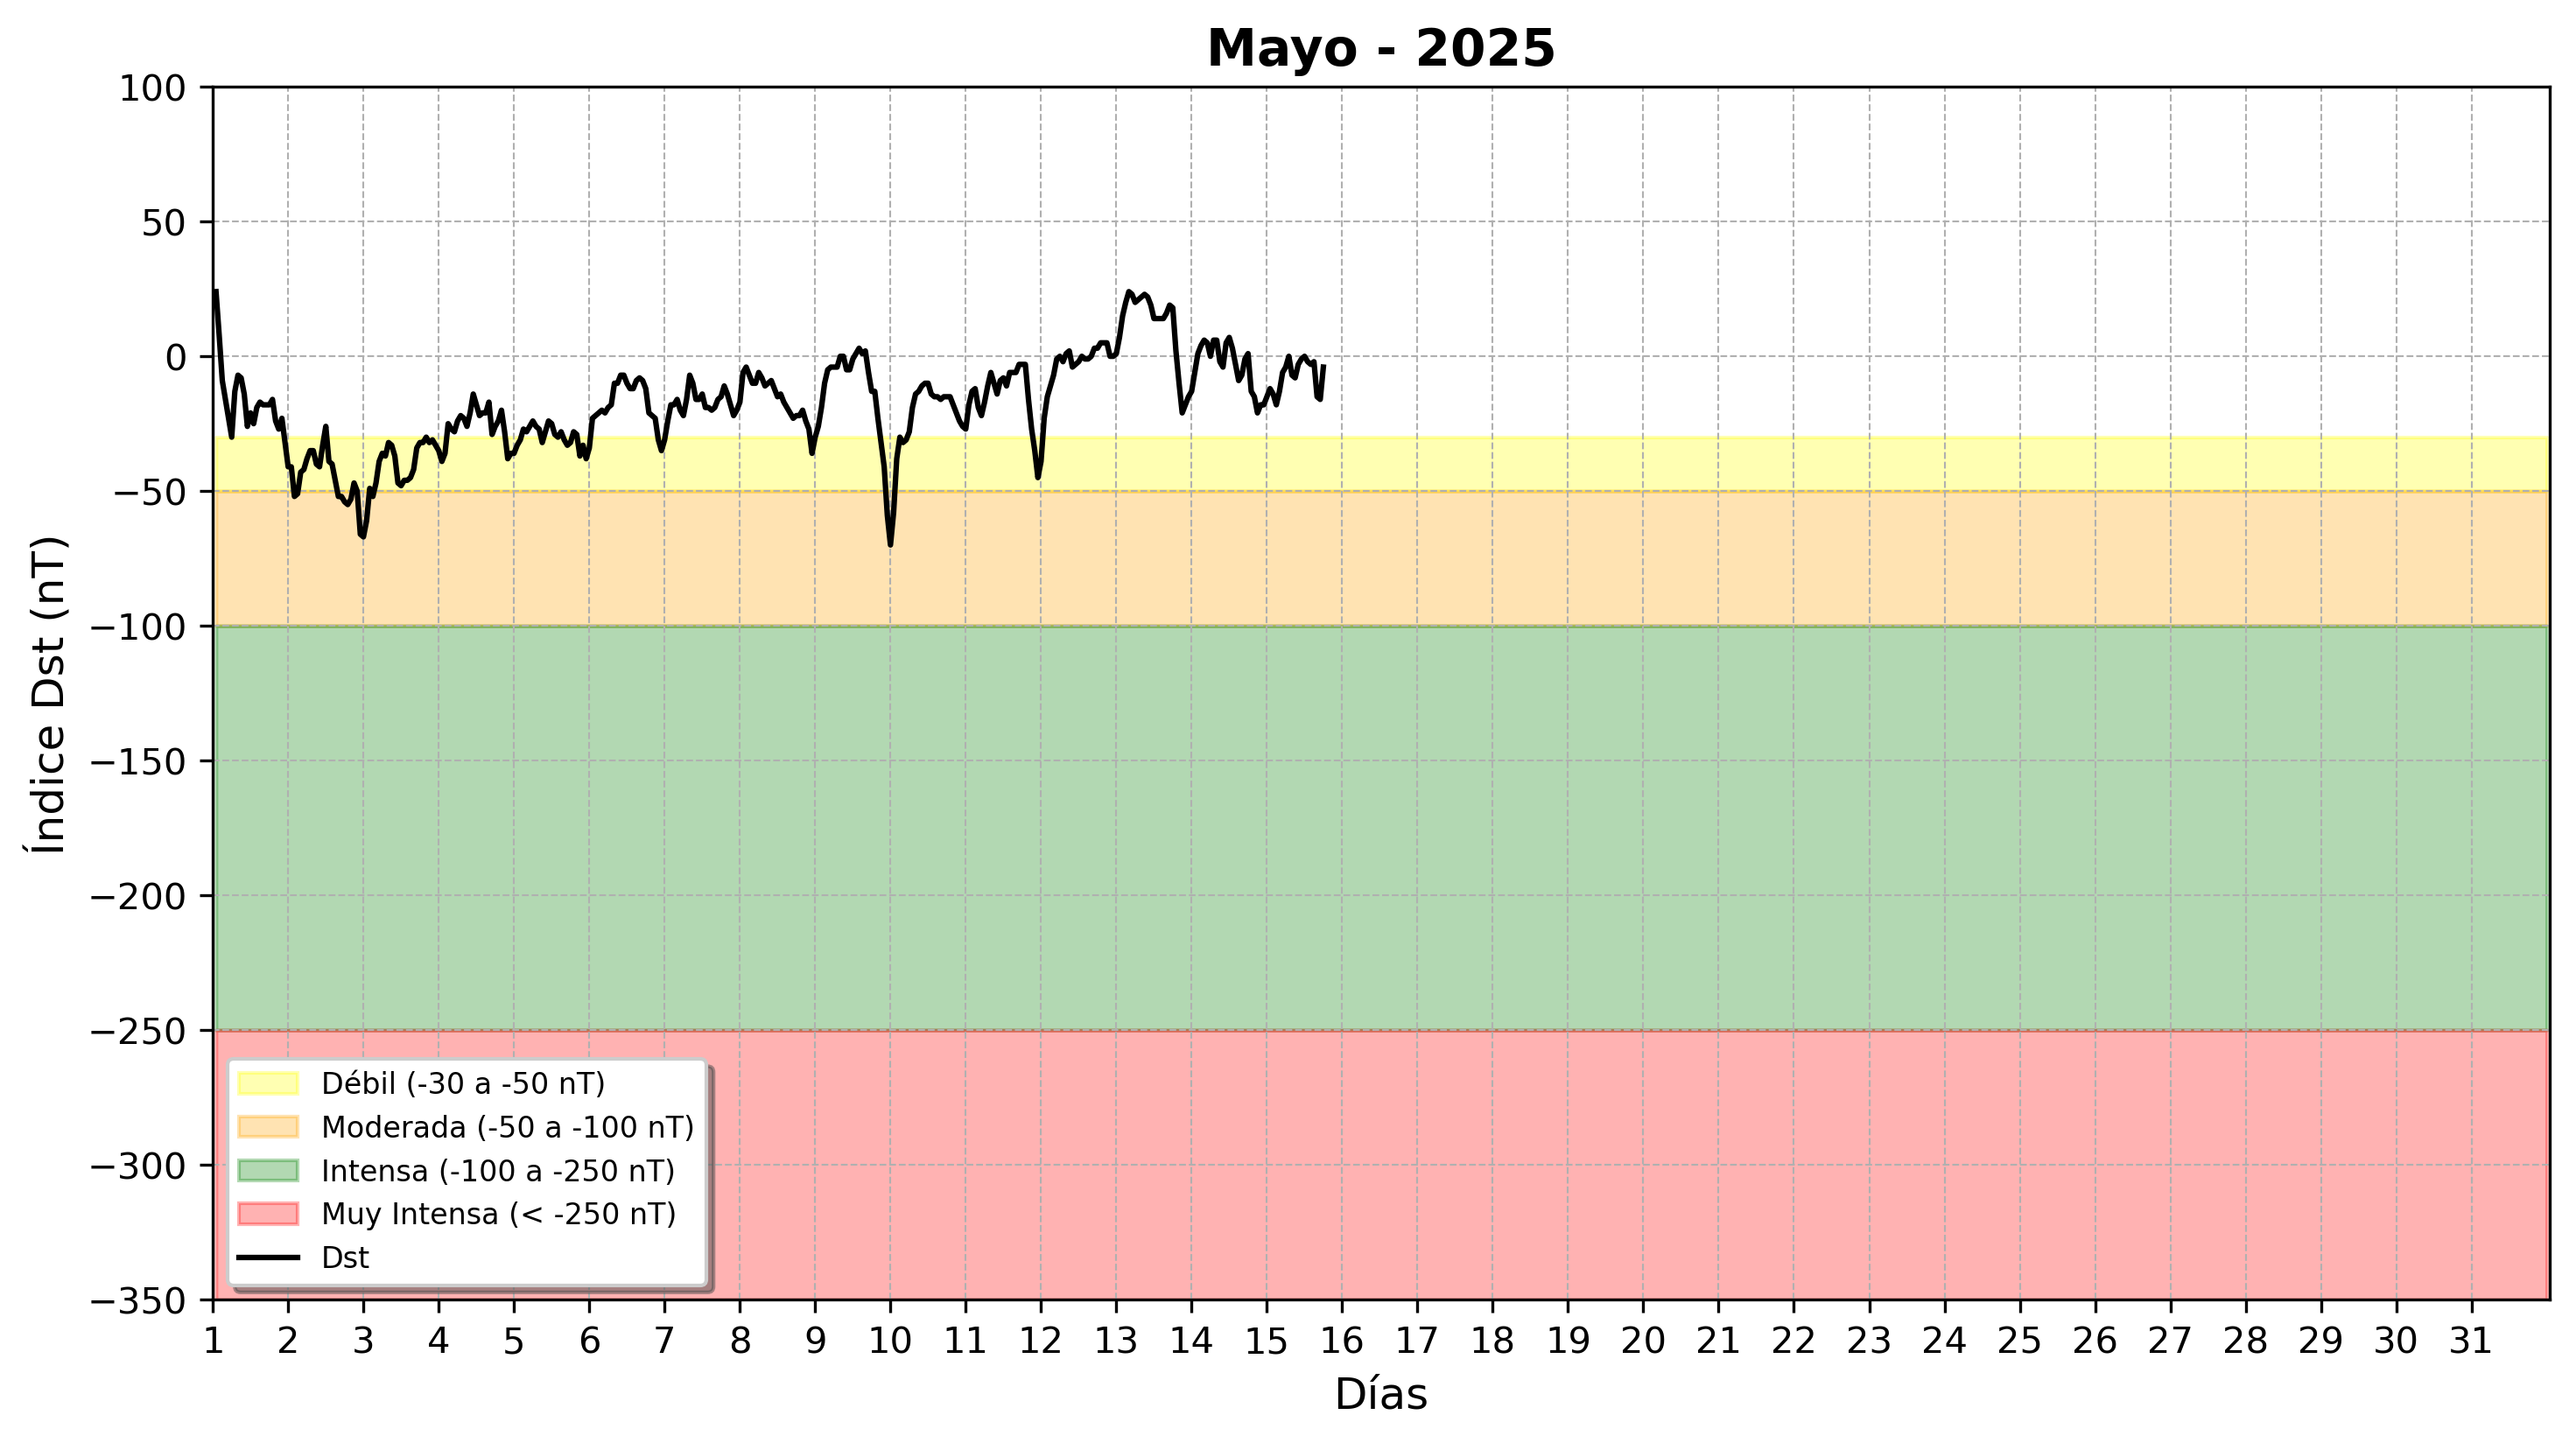 Mayo - 2025
Índice Dst (nT)
100
50
0
−50
−100
−150
−200
−250
−300
−350
Débil (-30 a -50 nT)
Moderada (-50 a -100 nT)
Intensa (-100 a -250 nT)
Muy Intensa (< -250 nT)
Dst
1 2 3 4 5 6 7 8 9 10 11 12 13 14 15 16 17 18 19 20 21 22 23 24 25 26 27 28 29 30 31
Días